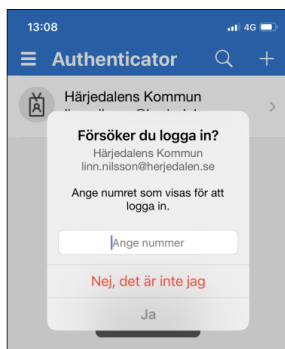 13:08
4G
Authenticator
Härjedalens Kommun
Försöker du logga in?
Härjedalens Kommun
linn.nilsson@herjedalen.se
Ange numret som visas för att
logga in.
Ange nummer
Nej, det är inte jag
Ja